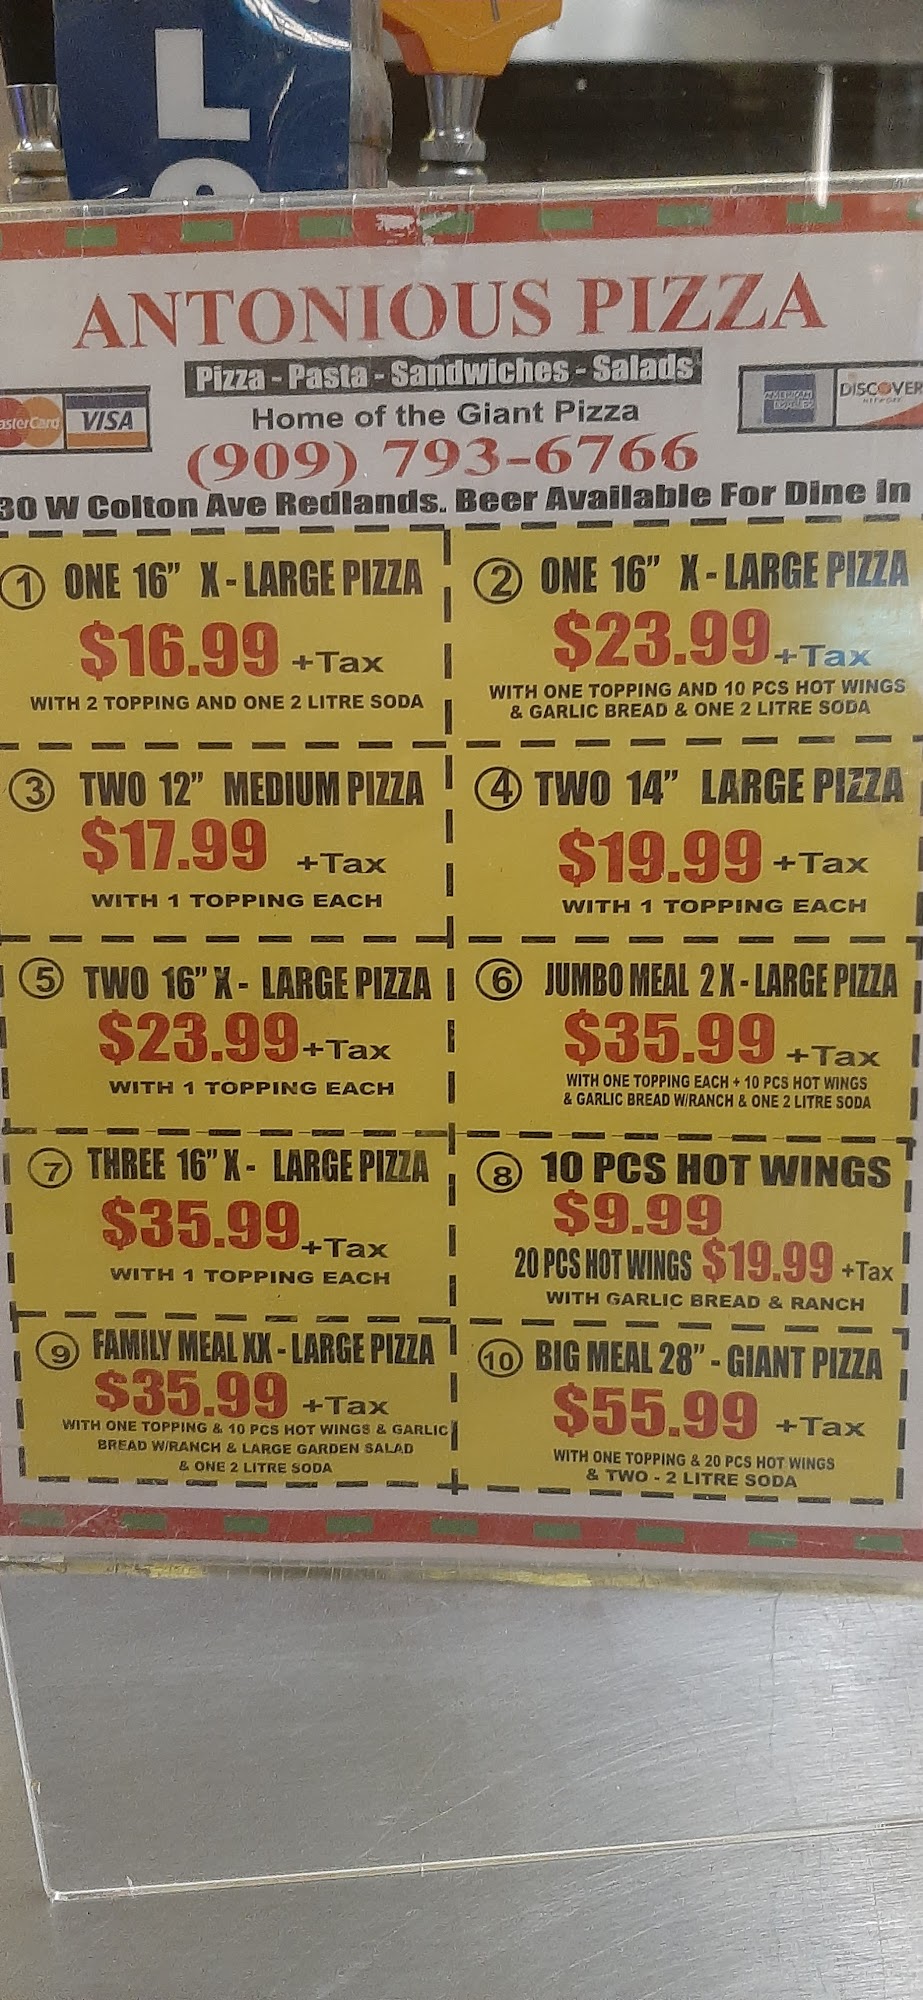 L
ANTONIOUS PIZZA
Pizza - Pasta - Sandwiches - Salads
asterCard VISA
AMERICAN EXPRESS DISCOVER NETWORK
Home of the Giant Pizza
(909) 793-6766
30 W Colton Ave Redlands. Beer Available For Dine In
1 ONE 16" X - LARGE PIZZA
$16.99 +Tax
WITH 2 TOPPING AND ONE 2 LITRE SODA
2 ONE 16" X - LARGE PIZZA
$23.99 +Tax
WITH ONE TOPPING AND 10 PCS HOT WINGS
& GARLIC BREAD & ONE 2 LITRE SODA
3 TWO 12" MEDIUM PIZZA
$17.99 +Tax
WITH 1 TOPPING EACH
4 TWO 14" LARGE PIZZA
$19.99 +Tax
WITH 1 TOPPING EACH
5 TWO 16" X - LARGE PIZZA
$23.99 +Tax
WITH 1 TOPPING EACH
6 JUMBO MEAL 2 X - LARGE PIZZA
$35.99 +Tax
WITH ONE TOPPING EACH + 10 PCS HOT WINGS
& GARLIC BREAD W/RANCH & ONE 2 LITRE SODA
7 THREE 16" X - LARGE PIZZA
$35.99 +Tax
WITH 1 TOPPING EACH
8 10 PCS HOT WINGS
$9.99
20 PCS HOT WINGS $19.99 +Tax
WITH GARLIC BREAD & RANCH
9 FAMILY MEAL XX - LARGE PIZZA
$35.99 +Tax
WITH ONE TOPPING & 10 PCS HOT WINGS & GARLIC
BREAD W/RANCH & LARGE GARDEN SALAD
& ONE 2 LITRE SODA
10 BIG MEAL 28" - GIANT PIZZA
$55.99 +Tax
WITH ONE TOPPING & 20 PCS HOT WINGS
& TWO - 2 LITRE SODA